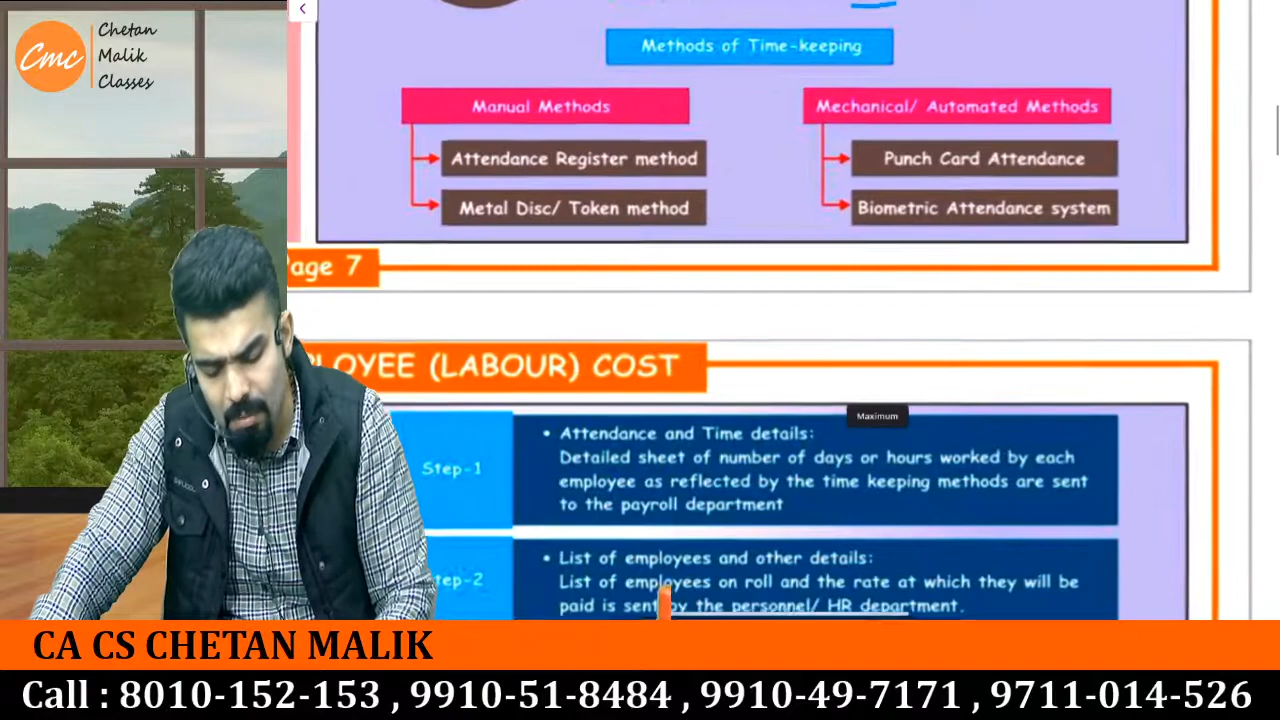 Cmc
Chetan
Malik
Classes
Methods of Time-keeping
Manual Methods
Mechanical/ Automated Methods
Attendance Register method
Punch Card Attendance
Metal Disc/ Token method
Biometric Attendance system
age 7
LOYEE (LABOUR) COST
Maximum
Step-1
• Attendance and Time details:
Detailed sheet of number of days or hours worked by each
employee as reflected by the time keeping methods are sent
to the payroll department
tep-2
• List of employees and other details:
List of employees on roll and the rate at which they will be
paid is sent by the personnel/ HR department.
CA CS CHETAN MALIK
Call : 8010-152-153 , 9910-51-8484 , 9910-49-7171 , 9711-014-526